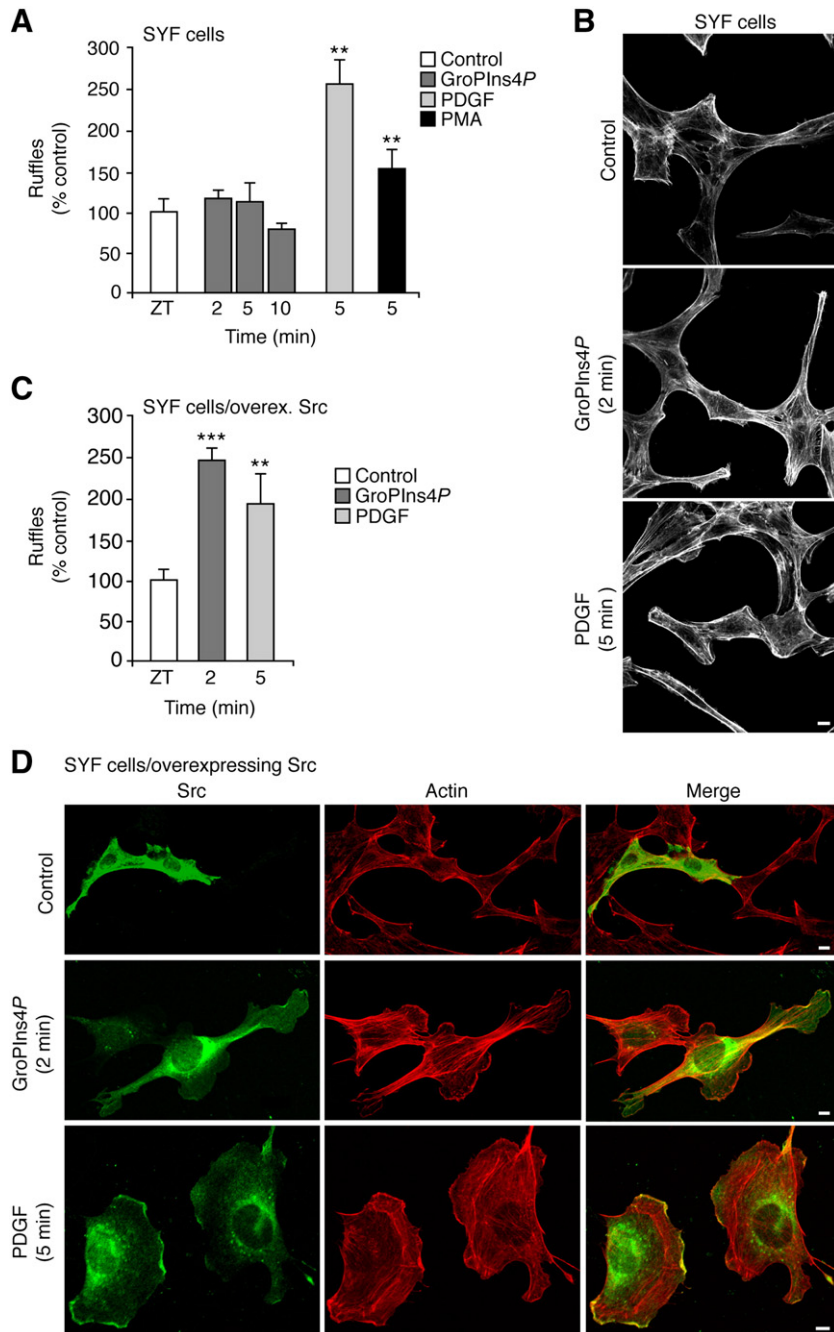 A
SYF cells
Ruffles
(% control)
300
250
200
150
100
50
0
**
**
ZT 2 5 10 5 5
Time (min)
Control
GroPIns4P
PDGF
PMA
B
SYF cells
Control
GroPIns4P
(2 min)
PDGF
(5 min )
C
SYF cells/overex. Src
Ruffles
(% control)
300
250
200
150
100
50
0
***
**
ZT 2 5
Time (min)
Control
GroPIns4P
PDGF
D
SYF cells/overexpressing Src
Src Actin Merge
Control
GroPIns4P
(2 min)
PDGF
(5 min)